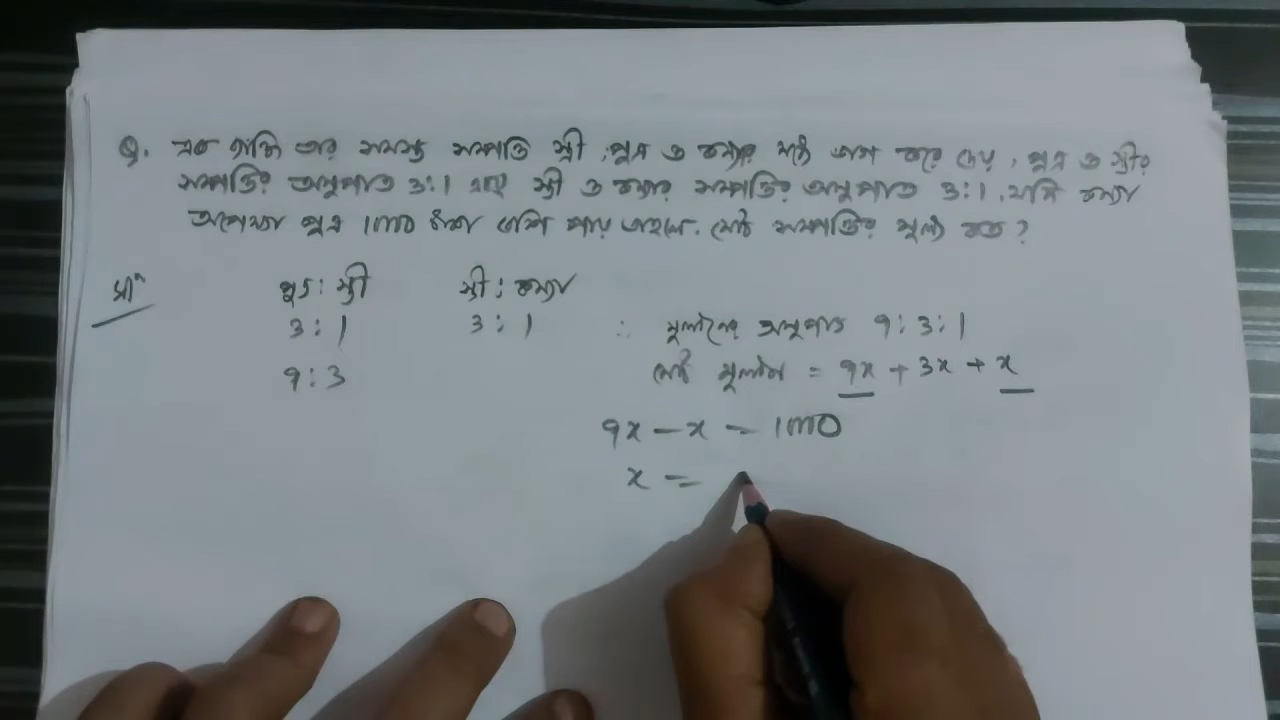 Q. এক ব্যক্তি তার সমস্ত সম্পত্তি স্ত্রী, পুত্র ও কন্যার মধ্যে ভাগ করে দেয়, পুত্র ও স্ত্রীর
সম্পত্তির অনুপাত 3:1 এবং স্ত্রী ও কন্যার সম্পত্তির অনুপাত 3:1, যদি কন্যা
অপেক্ষা পুত্র 1000 টাকা বেশি পায় তাহলে মোট সম্পত্তির মূল্য কত?
পুত্র : স্ত্রী স্ত্রী : কন্যা
3:1 3:1 ∴ মূলধনের অনুপাত 9:3:1
9:3 মোট মূলধন = 9x + 3x + x
9x - x = 1000
x =